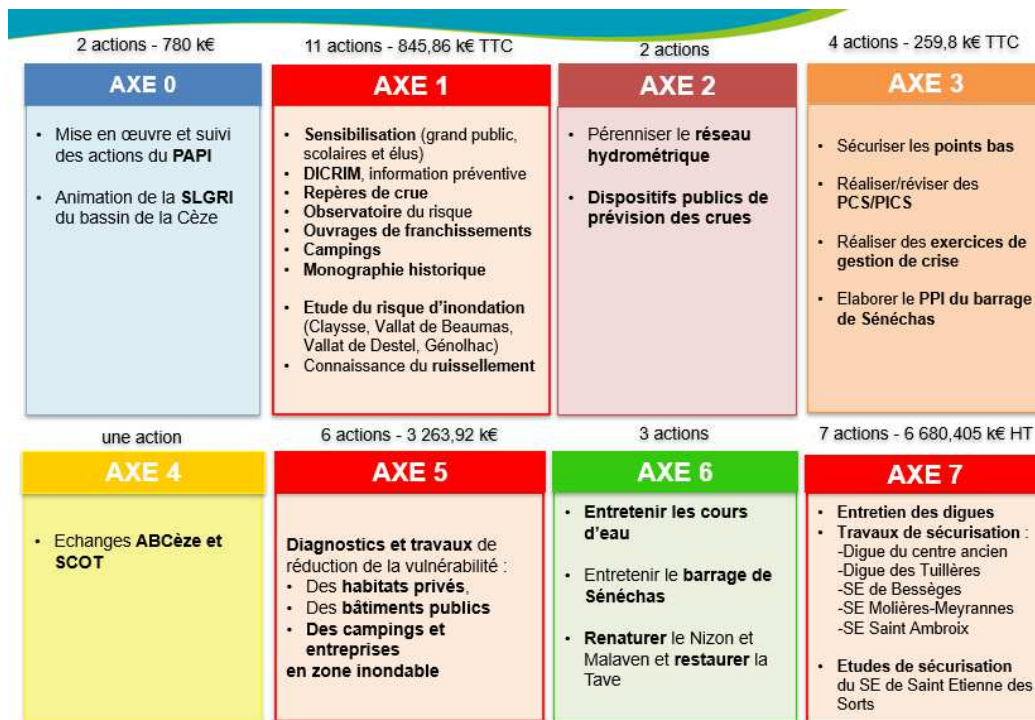 2 actions - 780 k€
11 actions - 845,86 k€ TTC
2 actions
4 actions - 259,8 k€ TTC
AXE 0
• Mise en œuvre et suivi
des actions du PAPI
• Animation de la SLGRI
du bassin de la Cèze
AXE 1
• Sensibilisation (grand public,
scolaires et élus)
• DICRIM, information préventive
• Repères de crue
• Observatoire du risque
• Ouvrages de franchissements
• Campings
• Monographie historique
• Etude du risque d'inondation
(Claysse, Vallat de Beaumas,
Vallat de Destel, Génolhac)
• Connaissance du ruissellement
AXE 2
• Pérenniser le réseau
hydrométrique
• Dispositifs publics de
prévision des crues
AXE 3
• Sécuriser les points bas
• Réaliser/réviser des
PCS/PICS
• Réaliser des exercices de
gestion de crise
• Elaborer le PPI du barrage
de Sénéchas
une action
6 actions - 3 263,92 k€
3 actions
7 actions - 6 680,405 k€ HT
AXE 4
• Echanges ABCèze et
SCOT
AXE 5
Diagnostics et travaux de
réduction de la vulnérabilité :
• Des habitats privés,
• Des bâtiments publics
• Des campings et
entreprises
en zone inondable
AXE 6
• Entretenir les cours
d'eau
• Entretenir le barrage de
Sénéchas
• Renaturer le Nizon et
Malaven et restaurer la
Tave
AXE 7
• Entretien des digues
• Travaux de sécurisation :
-Digue du centre ancien
-Digue des Tuillères
-SE de Bessèges
-SE Molières-Meyrannes
-SE Saint Ambroix
• Etudes de sécurisation
du SE de Saint Etienne des
Sorts